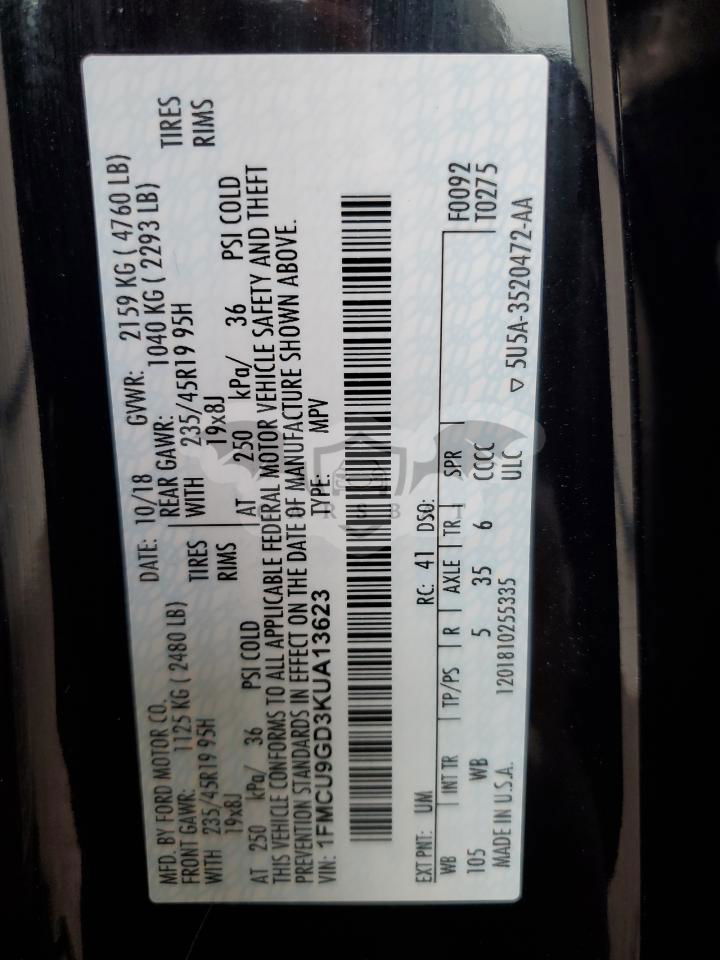 MFD. BY FORD MOTOR CO.
DATE: 10/18 GVWR: 2159 KG ( 4760 LB)
FRONT GAWR: 1125 KG ( 2480 LB) REAR GAWR: 1040 KG ( 2293 LB)
WITH 235/45R19 95H TIRES WITH 235/45R19 95H TIRES
19x8J RIMS 19x8J RIMS
AT 250 kPa/ 36 PSI COLD AT 250 kPa/ 36 PSI COLD
THIS VEHICLE CONFORMS TO ALL APPLICABLE FEDERAL MOTOR VEHICLE SAFETY AND THEFT
PREVENTION STANDARDS IN EFFECT ON THE DATE OF MANUFACTURE SHOWN ABOVE.
VIN: 1FMCU9GD3KUA13623 TYPE: MPV
EXT PNT: UM RC: 41 DSO: F0092
WB INT TR TP/PS R AXLE TR SPR T0275
105 WB 5 35 6 CCCC
MADE IN U.S.A. 1201810255335 ULC ▽ 5U5A-3520472-AA